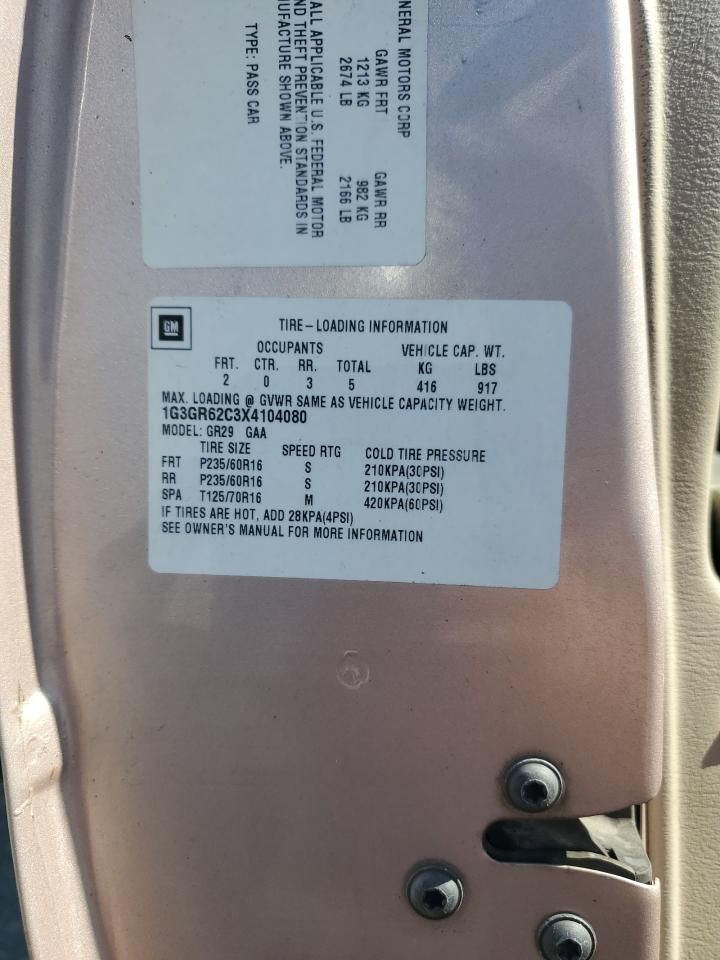 NERAL MOTORS CORP
GAWR FRT GAWR RR
1213 KG 982 KG
2674 LB 2166 LB
ALL APPLICABLE U.S. FEDERAL MOTOR
ND THEFT PREVENTION STANDARDS IN
UFACTURE SHOWN ABOVE.
TYPE: PASS CAR
GM
TIRE-LOADING INFORMATION
OCCUPANTS VEHICLE CAP. WT.
FRT. CTR. RR. TOTAL KG LBS
2 0 3 5 416 917
MAX. LOADING @ GVWR SAME AS VEHICLE CAPACITY WEIGHT.
1G3GR62C3X4104080
MODEL: GR29 GAA
TIRE SIZE SPEED RTG COLD TIRE PRESSURE
FRT P235/60R16 S 210KPA(30PSI)
RR P235/60R16 S 210KPA(30PSI)
SPA T125/70R16 M 420KPA(60PSI)
IF TIRES ARE HOT, ADD 28KPA(4PSI)
SEE OWNER'S MANUAL FOR MORE INFORMATION